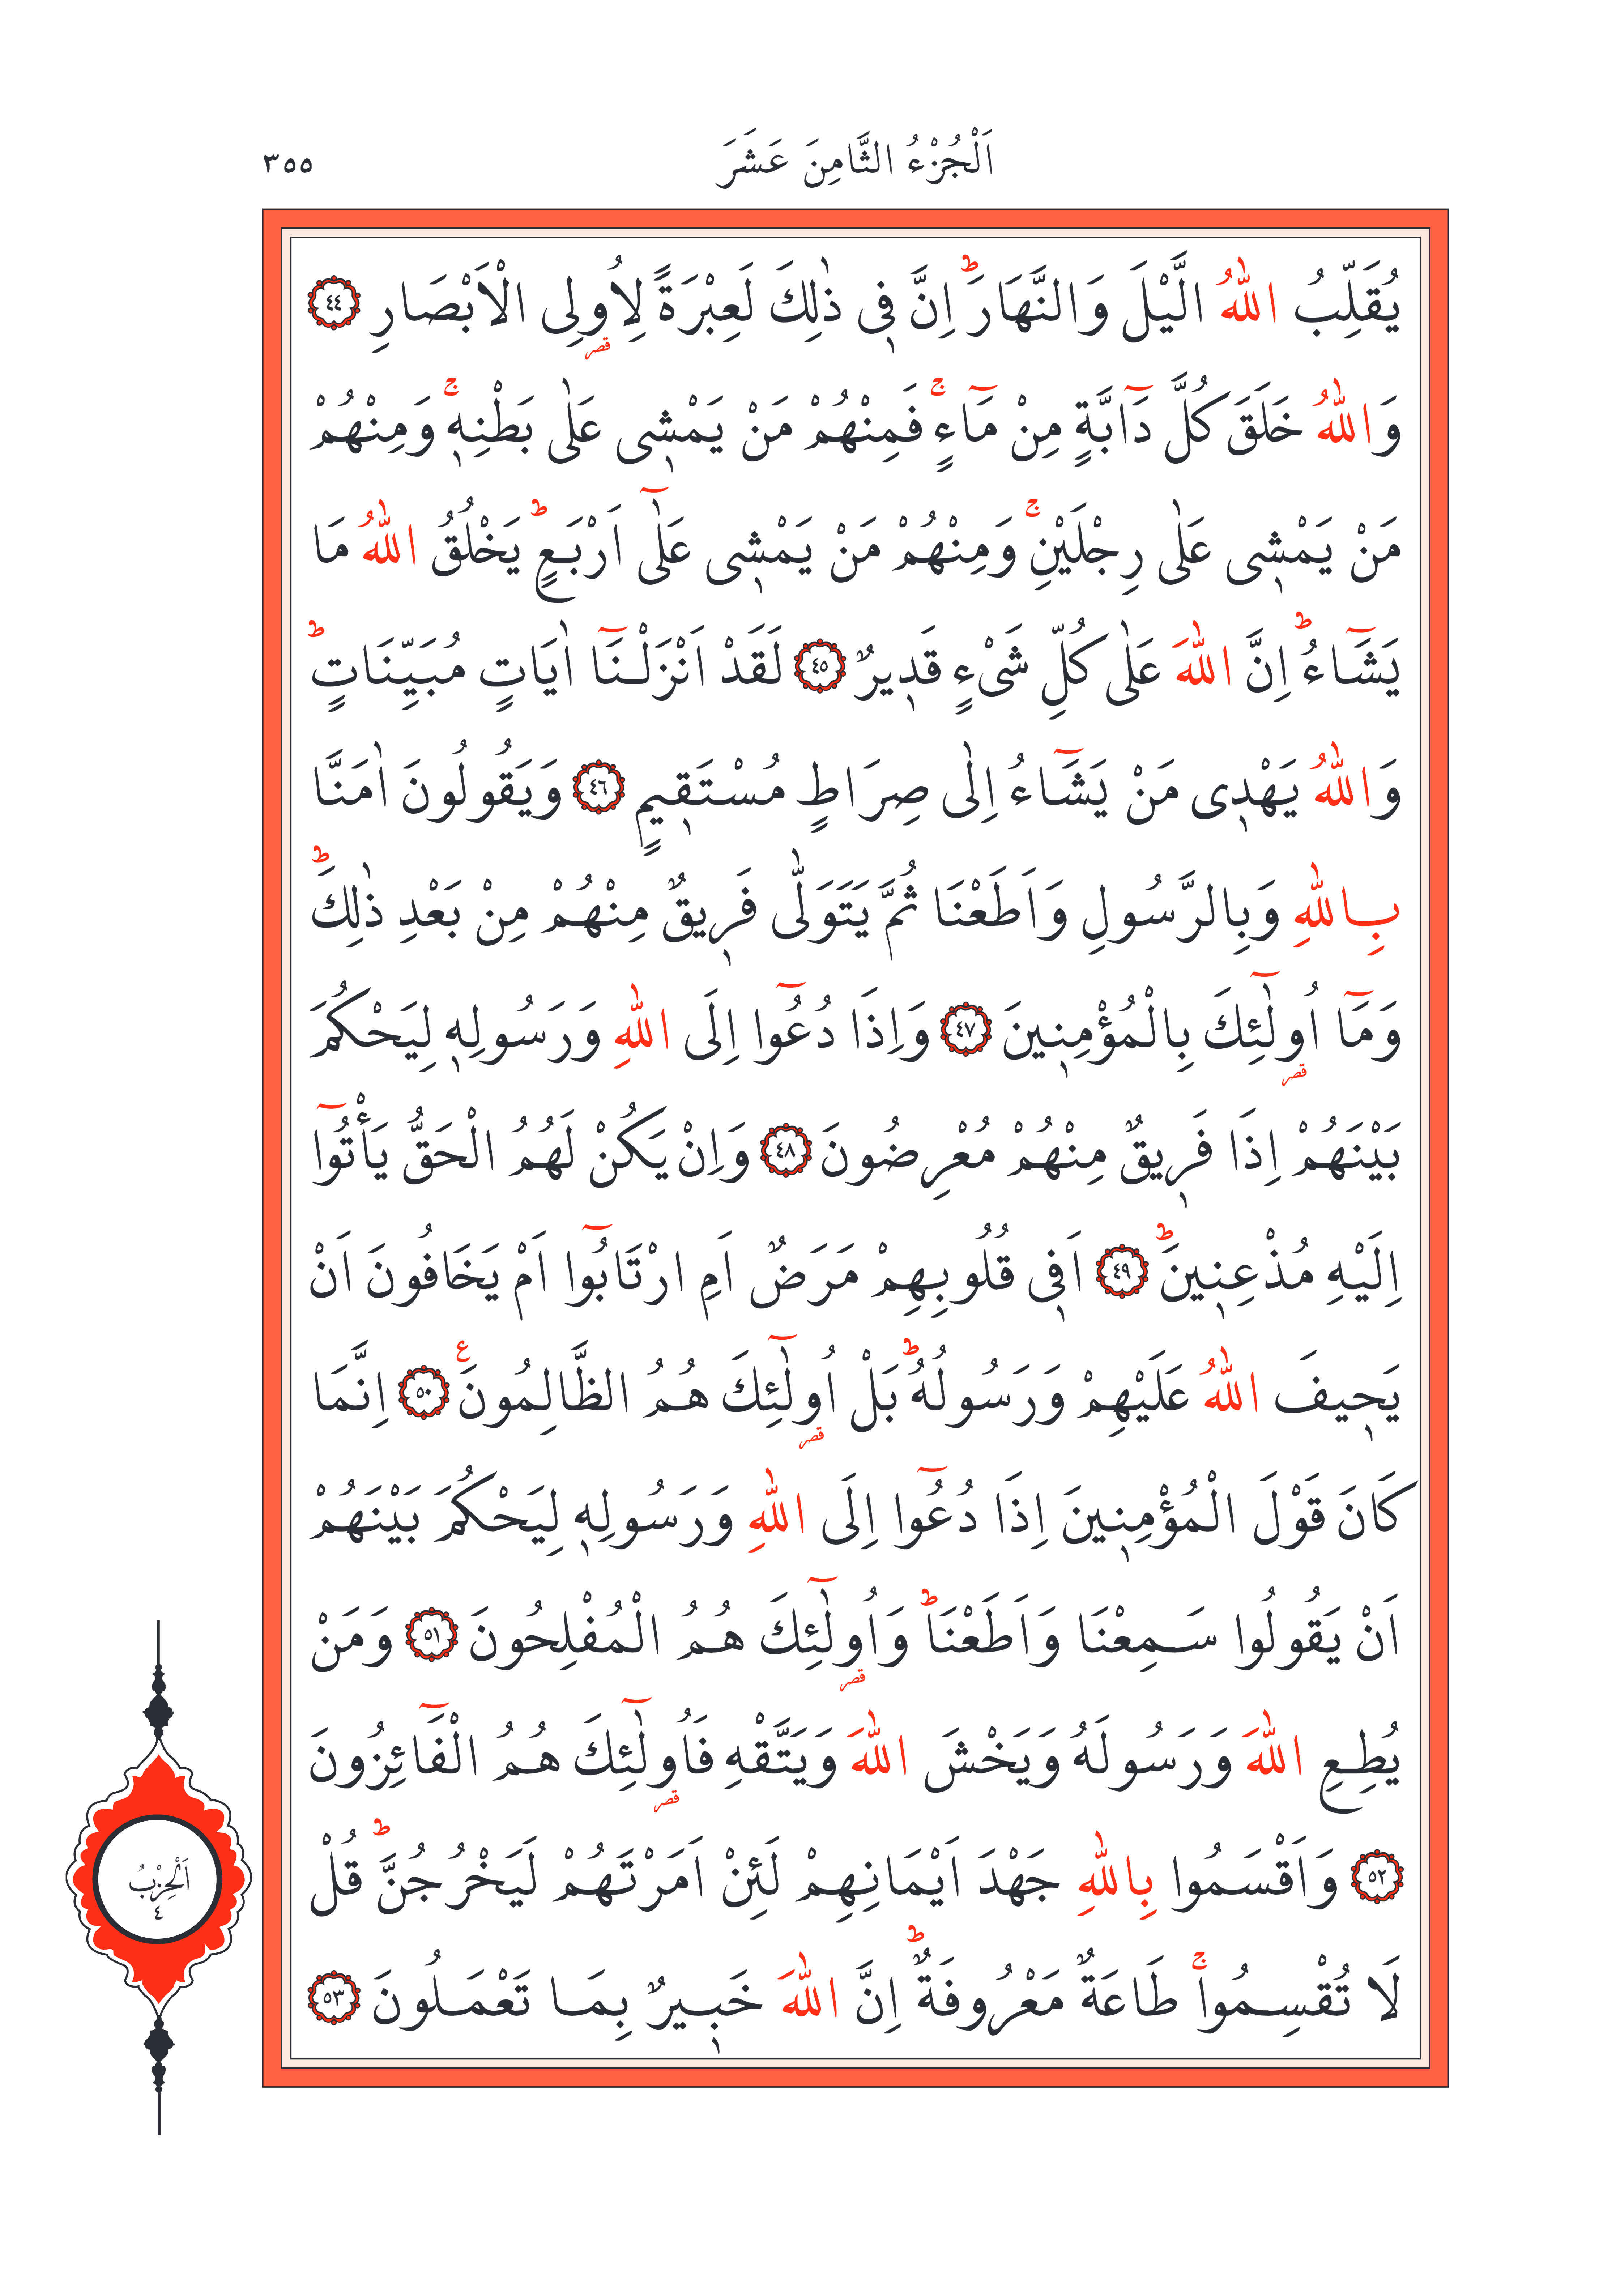 اَلْجُزْءُ الثَّامِنَ عَشَرَ
٣٥٥
يُقَلِّبُ اللّٰهُ الَّيْلَ وَالنَّهَارَۜ اِنَّ ف۪ى ذٰلِكَ لَعِبْرَةً لِاُو۬لِى الْاَبْصَارِ ﴿٤٤﴾
وَاللّٰهُ خَلَقَ كُلَّ دَٓابَّةٍ مِنْ مَٓاءٍۚ فَمِنْهُمْ مَنْ يَمْش۪ى عَلٰى بَطْنِه۪ۚ وَمِنْهُمْ
مَنْ يَمْش۪ى عَلٰى رِجْلَيْنِۚ وَمِنْهُمْ مَنْ يَمْش۪ى عَلٰٓى اَرْبَعٍۜ يَخْلُقُ اللّٰهُ مَا
يَشَٓاءُۜ اِنَّ اللّٰهَ عَلٰى كُلِّ شَىْءٍ قَد۪يرٌ ﴿٤٥﴾ لَقَدْ اَنْزَلْنَٓا اٰيَاتٍ مُبَيِّنَاتٍۜ
وَاللّٰهُ يَهْد۪ى مَنْ يَشَٓاءُ اِلٰى صِرَاطٍ مُسْتَق۪يمٍ ﴿٤٦﴾ وَيَقُولُونَ اٰمَنَّا
بِاللّٰهِ وَبِالرَّسُولِ وَاَطَعْنَا ثُمَّ يَتَوَلّٰى فَر۪يقٌ مِنْهُمْ مِنْ بَعْدِ ذٰلِكَۜ
وَمَٓا اُو۬لٰٓئِكَ بِالْمُؤْمِن۪ينَ ﴿٤٧﴾ وَاِذَا دُعُٓوا اِلَى اللّٰهِ وَرَسُولِه۪ لِيَحْكُمَ
بَيْنَهُمْ اِذَا فَر۪يقٌ مِنْهُمْ مُعْرِضُونَ ﴿٤٨﴾ وَاِنْ يَكُنْ لَهُمُ الْحَقُّ يَأْتُٓوا
اِلَيْهِ مُذْعِن۪ينَۜ ﴿٤٩﴾ اَف۪ى قُلُوبِهِمْ مَرَضٌ اَمِ ارْتَابُٓوا اَمْ يَخَافُونَ اَنْ
يَح۪يفَ اللّٰهُ عَلَيْهِمْ وَرَسُولُهُۜ بَلْ اُو۬لٰٓئِكَ هُمُ الظَّالِمُونَ ع ﴿٥٠﴾ اِنَّمَا
كَانَ قَوْلَ الْمُؤْمِن۪ينَ اِذَا دُعُٓوا اِلَى اللّٰهِ وَرَسُولِه۪ لِيَحْكُمَ بَيْنَهُمْ
اَنْ يَقُولُوا سَمِعْنَا وَاَطَعْنَاۜ وَاُو۬لٰٓئِكَ هُمُ الْمُفْلِحُونَ ﴿٥١﴾ وَمَنْ
يُطِعِ اللّٰهَ وَرَسُولَهُ وَيَخْشَ اللّٰهَ وَيَتَّقْهِ فَاُو۬لٰٓئِكَ هُمُ الْفَٓائِزُونَ
﴿٥٢﴾ وَاَقْسَمُوا بِاللّٰهِ جَهْدَ اَيْمَانِهِمْ لَئِنْ اَمَرْتَهُمْ لَيَخْرُجُنَّۜ قُلْ
لَا تُقْسِمُواۚ طَاعَةٌ مَعْرُوفَةٌۜ اِنَّ اللّٰهَ خَب۪يرٌ بِمَا تَعْمَلُونَ ﴿٥٣﴾
اَلْحِزْبُ
٤